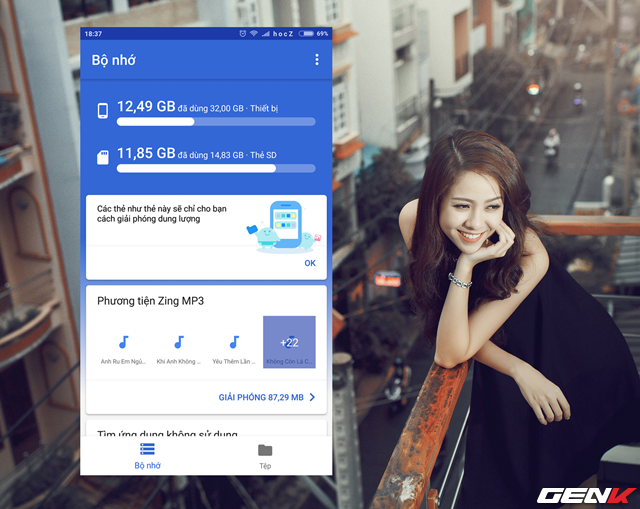 18:37
hocZ 69%
Bộ nhớ
12,49 GB đã dùng 32,00 GB · Thiết bị
11,85 GB đã dùng 14,83 GB · Thẻ SD
Các thẻ như thẻ này sẽ chỉ cho bạn
cách giải phóng dung lượng
OK
Phương tiện Zing MP3
+22
Anh Ru Em Ngủ... Khi Anh Không ... Yêu Thêm Lần ... Không Còn Là C...
GIẢI PHÓNG 87,29 MB
Tìm ứng dụng không sử dụng
Bộ nhớ Tệp
GENK